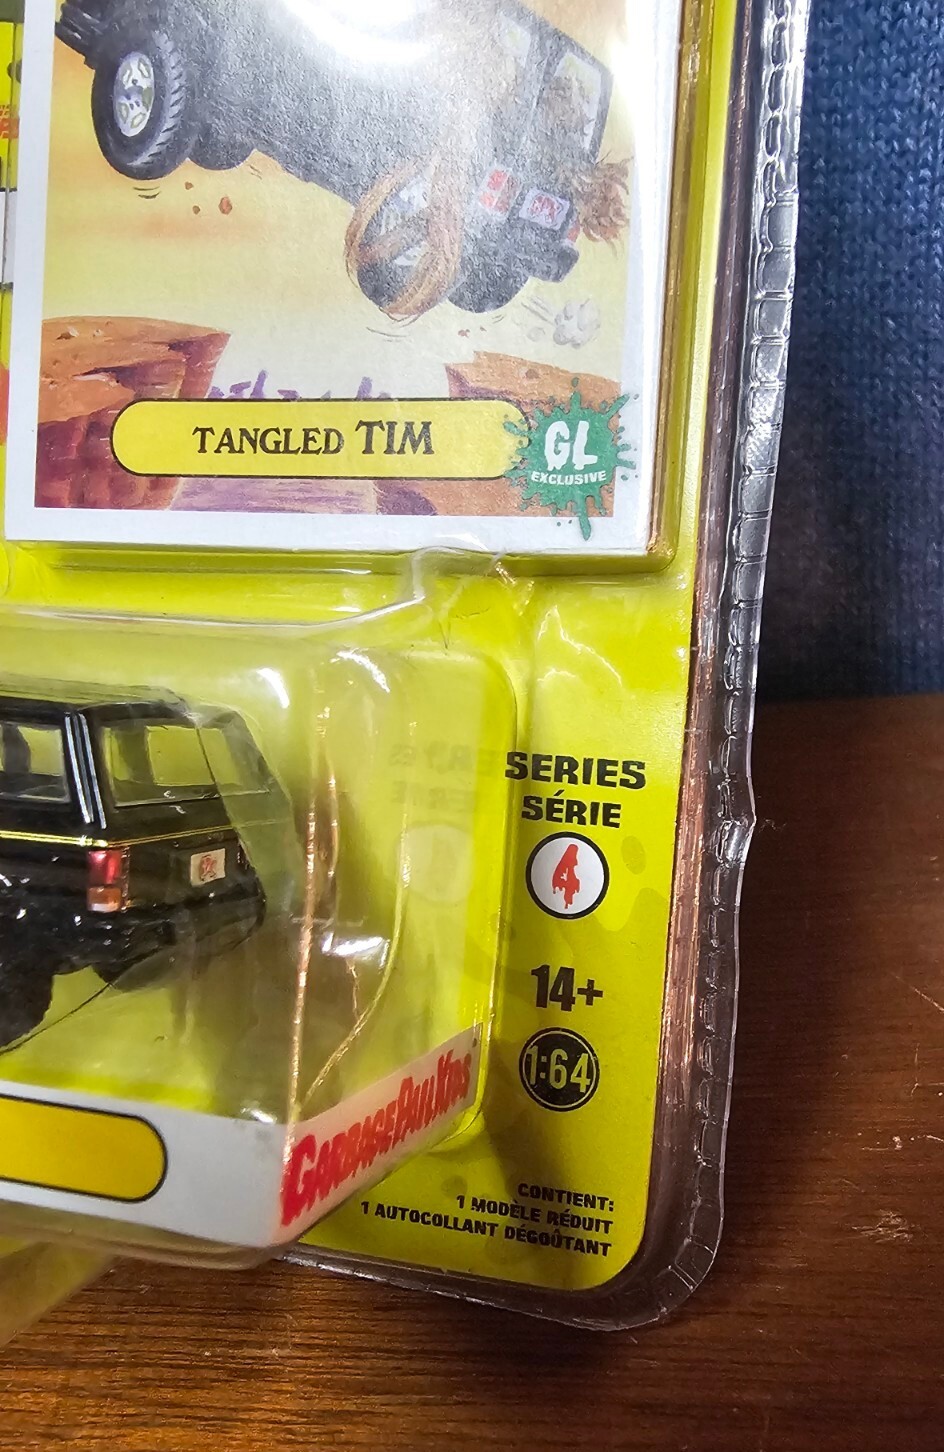 TANGLED TIM
GL
EXCLUSIVE
SERIES
SÉRIE
4
14+
1:64
GARBAGE PAIL KIDS
CONTIENT:
1 MODÈLE RÉDUIT
1 AUTOCOLLANT DÉGOÛTANT